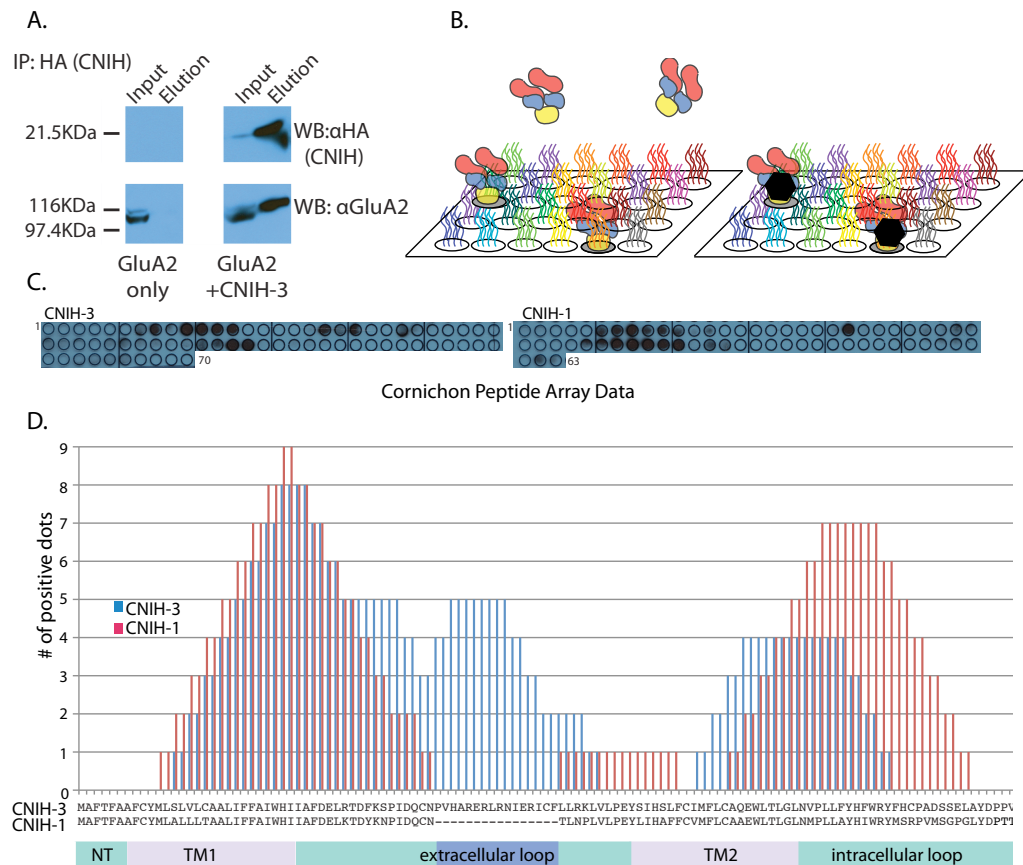 A.
IP: HA (CNIH)
Input
Elution
Input
Elution
21.5KDa
WB:αHA
(CNIH)
116KDa
97.4KDa
WB: αGluA2
GluA2
only
GluA2
+CNIH-3
B.
C.
CNIH-3
1
70
CNIH-1
1
63
Cornichon Peptide Array Data
D.
# of positive dots
9
8
7
6
5
4
3
2
1
0
CNIH-3
CNIH-1
CNIH-3 MAFTFAAFCYMLSLVLCAALIFFAIWHIIAFDELRTDFKSPIDQCNPVHARERLRNIERICFLLRKLVLPEYSIHSLFCIMFLCAQEWLTLGLNVPLLFYHFWRYFHCPADSSELAYDPPV
CNIH-1 MAFTFAAFCYMLALLLTAALIFFAIWHIIAFDELKTDYKNPIDQCN----------------TLNPLVLPEYLIHAFFCVMFLCAAEWLTLGLNMPLLAYHIWRYMSRPVMSGPGLYDPTT
NT
TM1
extracellular loop
TM2
intracellular loop